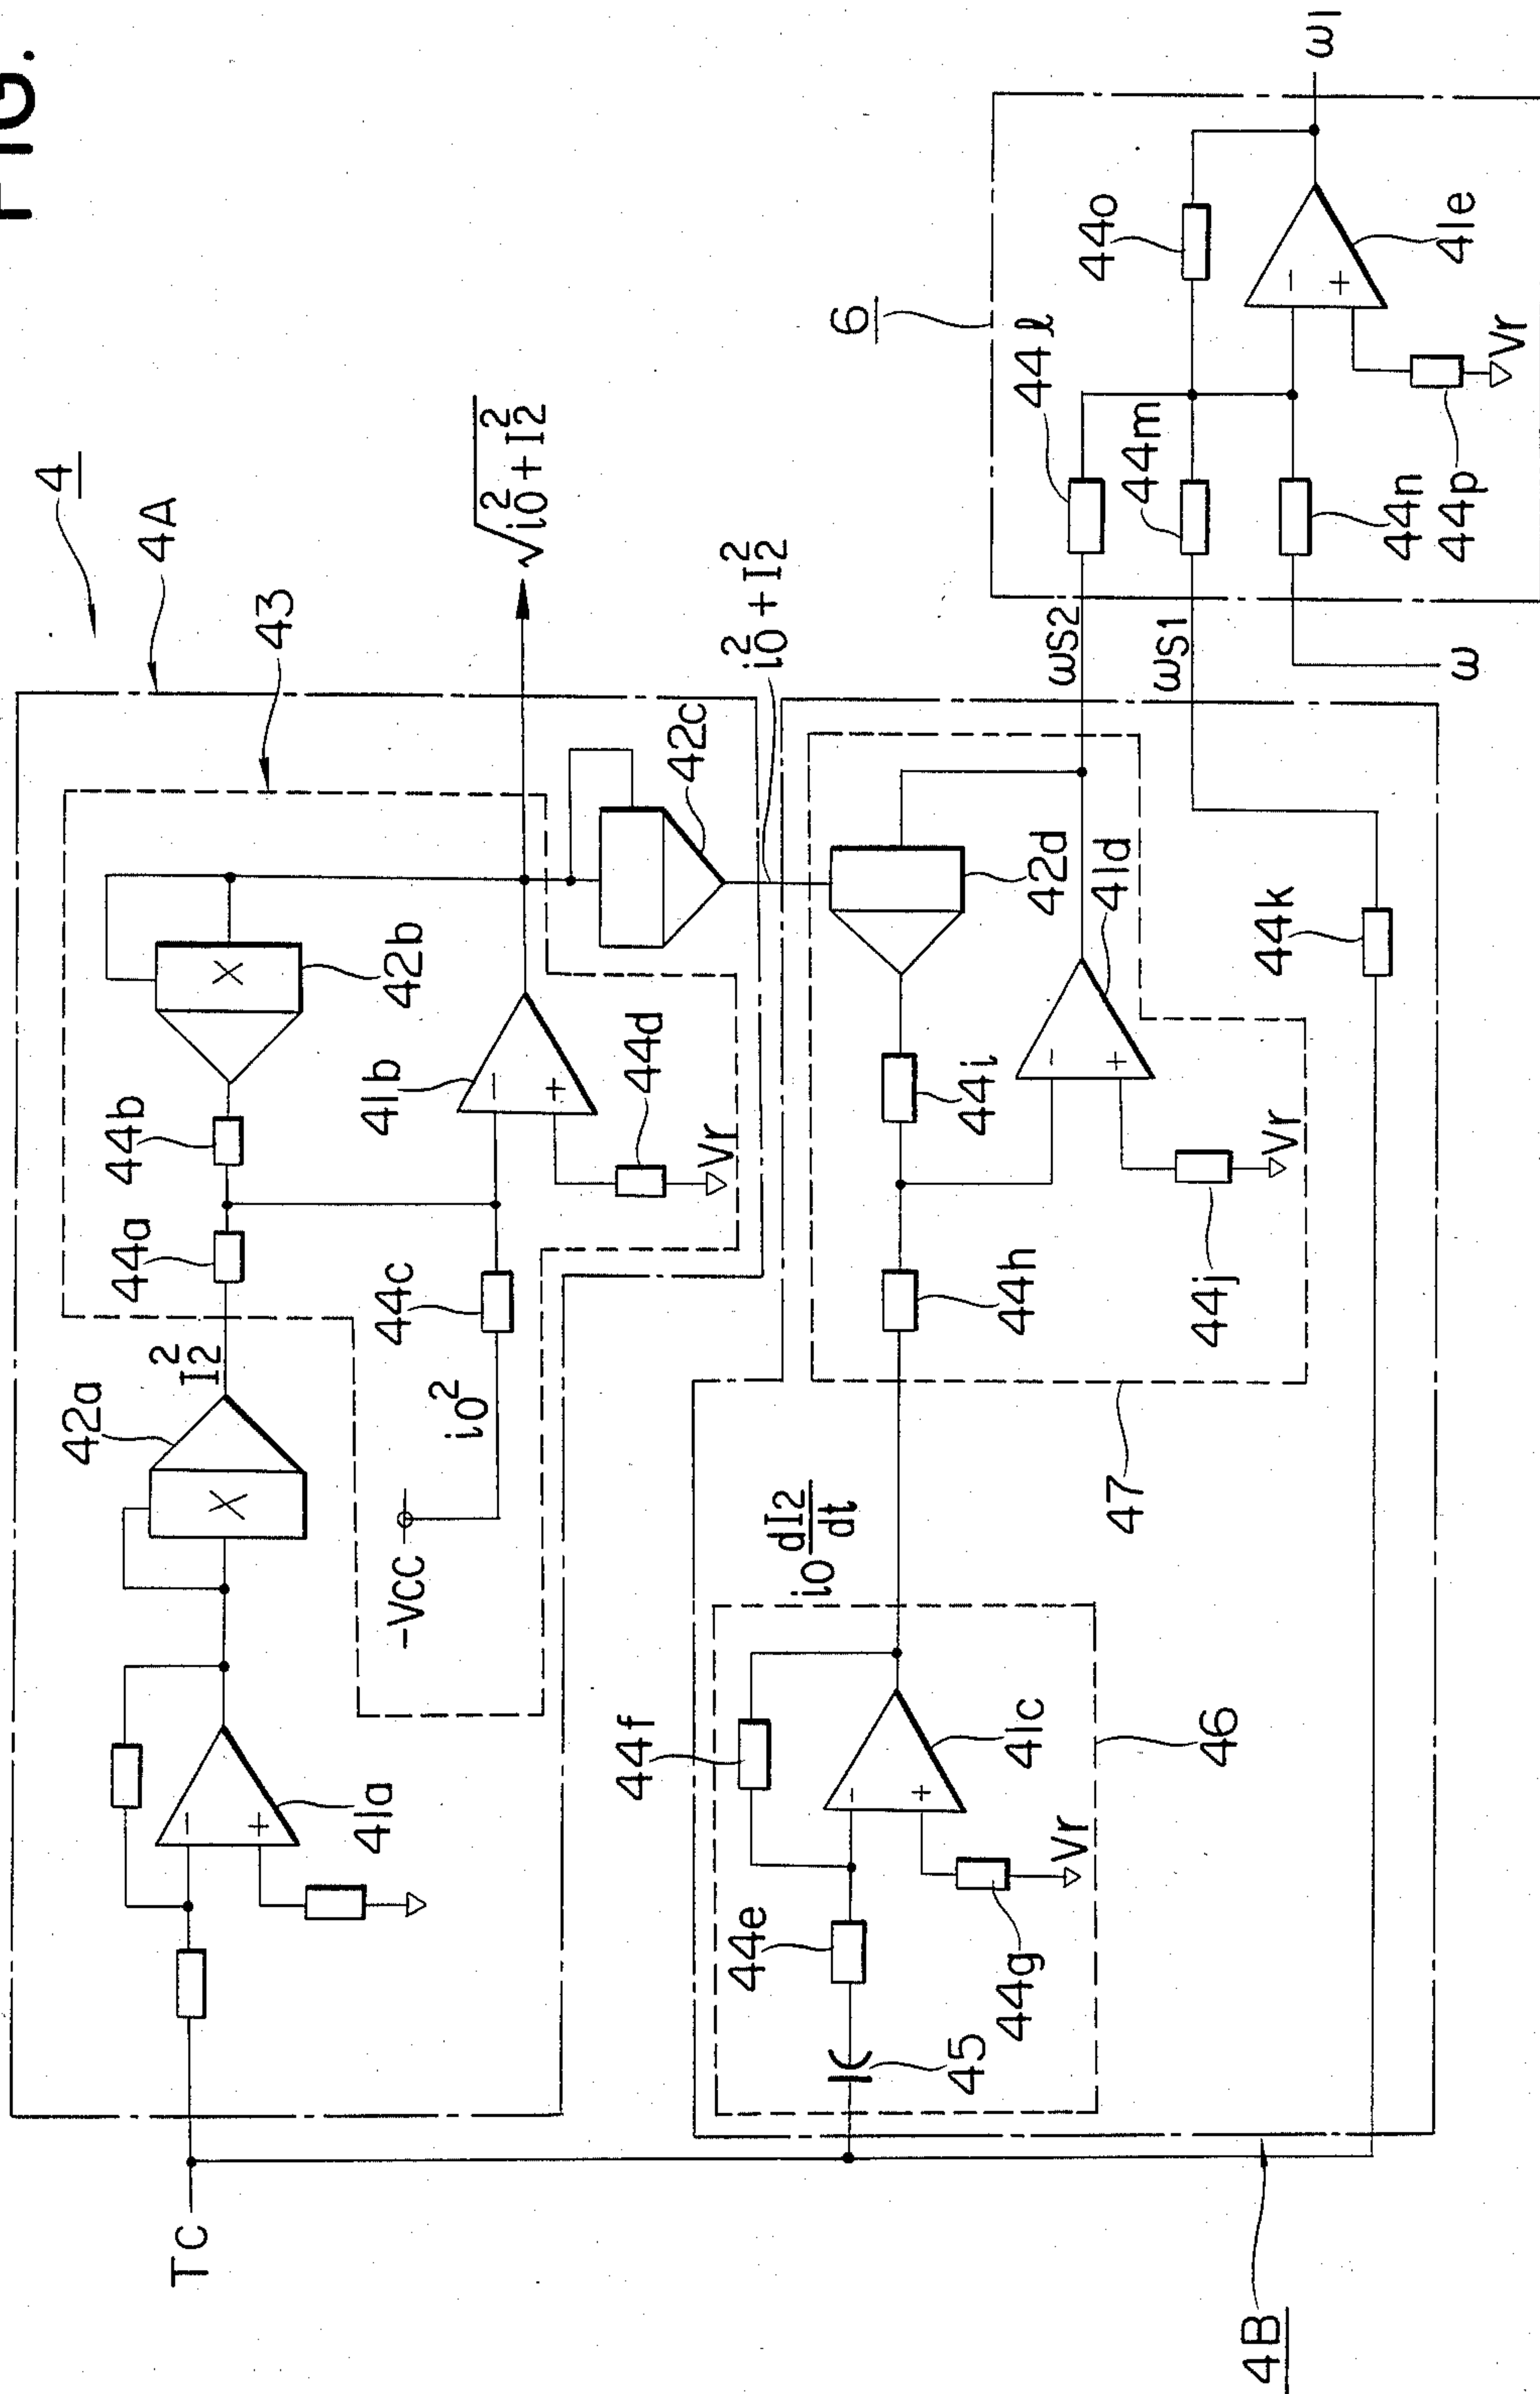 FIG.
4
4A
43
42a
I2²
44a
44b
42b
41a
-VCC
i0²
44c
41b
44d
Vr
42c
√i0²+I2²
i0²+I2²
TC
4B
45
44e
44f
44g
Vr
41c
46
i0 dI2/dt
47
44h
44i
44j
Vr
42d
41d
44k
ωS2
ωS1
ω
6
44ℓ
44m
44n
44o
44p
Vr
41e
ω1
X
X
−
+
−
+
−
+
−
+
−
+